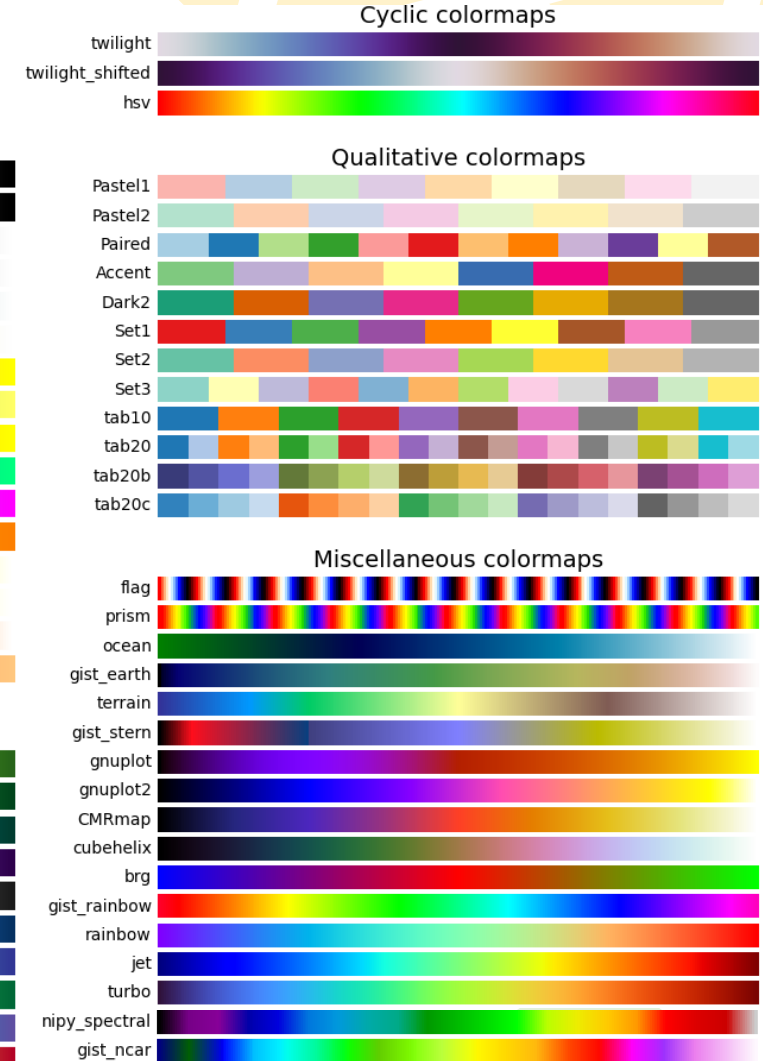 Cyclic colormaps
twilight
twilight_shifted
hsv
Qualitative colormaps
Pastel1
Pastel2
Paired
Accent
Dark2
Set1
Set2
Set3
tab10
tab20
tab20b
tab20c
Miscellaneous colormaps
flag
prism
ocean
gist_earth
terrain
gist_stern
gnuplot
gnuplot2
CMRmap
cubehelix
brg
gist_rainbow
rainbow
jet
turbo
nipy_spectral
gist_ncar